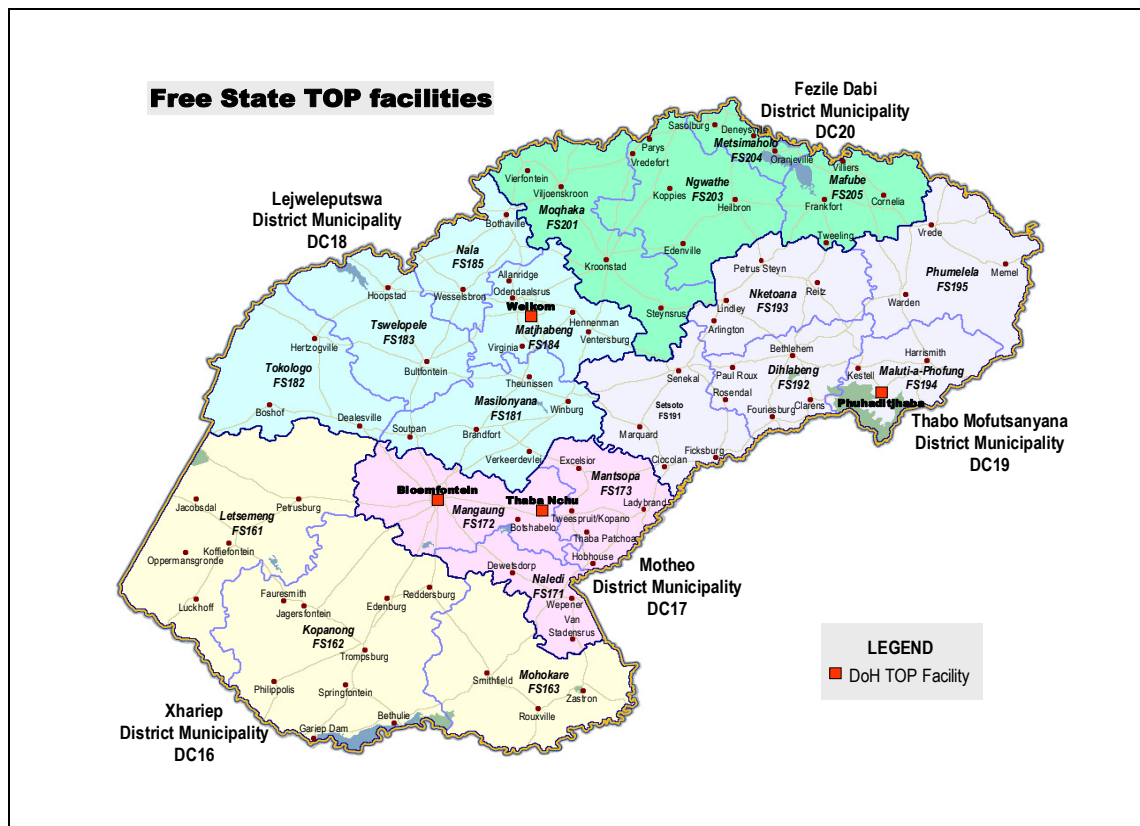 Free State TOP facilities
Fezile Dabi
District Municipality
DC20
Lejweleputswa
District Municipality
DC18
Thabo Mofutsanyana
District Municipality
DC19
Motheo
District Municipality
DC17
Xhariep
District Municipality
DC16
LEGEND
DoH TOP Facility
Sasolburg
Deneysville
Metsimaholo
FS204
Oranjeville
Parys
Vredefort
Vierfontein
Viljoenskroon
Moqhaka
FS201
Koppies
Ngwathe
FS203
Heilbron
Villiers
Mafube
FS205
Frankfort
Cornelia
Tweeling
Edenville
Kroonstad
Steynsrus
Bothaville
Nala
FS185
Allanridge
Odendaalsrus
Wesselsbron
Welkom
Matjhabeng
FS184
Hennenman
Ventersburg
Virginia
Hoopstad
Tswelopele
FS183
Bultfontein
Hertzogville
Tokologo
FS182
Boshof
Dealesville
Soutpan
Theunissen
Masilonyana
FS181
Winburg
Brandfort
Verkeerdevlei
Vrede
Memel
Phumelela
FS195
Warden
Petrus Steyn
Nketoana
FS193
Reitz
Lindley
Arlington
Bethlehem
Dihlabeng
FS192
Paul Roux
Rosendal
Fouriesburg
Clarens
Harrismith
Kestell
Maluti-a-Phofung
FS194
Phuhaditjhaba
Senekal
Setsoto
FS191
Marquard
Clocolan
Ficksburg
Excelsior
Mantsopa
FS173
Ladybrand
Tweespruit/Kopano
Thaba Patchoa
Hobhouse
Bloemfontein
Thaba Nchu
Mangaung
FS172
Botshabelo
Dewetsdorp
Naledi
FS171
Wepener
Van
Stadensrus
Jacobsdal
Petrusburg
Letsemeng
FS161
Koffiefontein
Oppermansgronde
Luckhoff
Fauresmith
Jagersfontein
Edenburg
Reddersburg
Kopanong
FS162
Trompsburg
Philippolis
Springfontein
Gariep Dam
Bethulie
Smithfield
Mohokare
FS163
Zastron
Rouxville